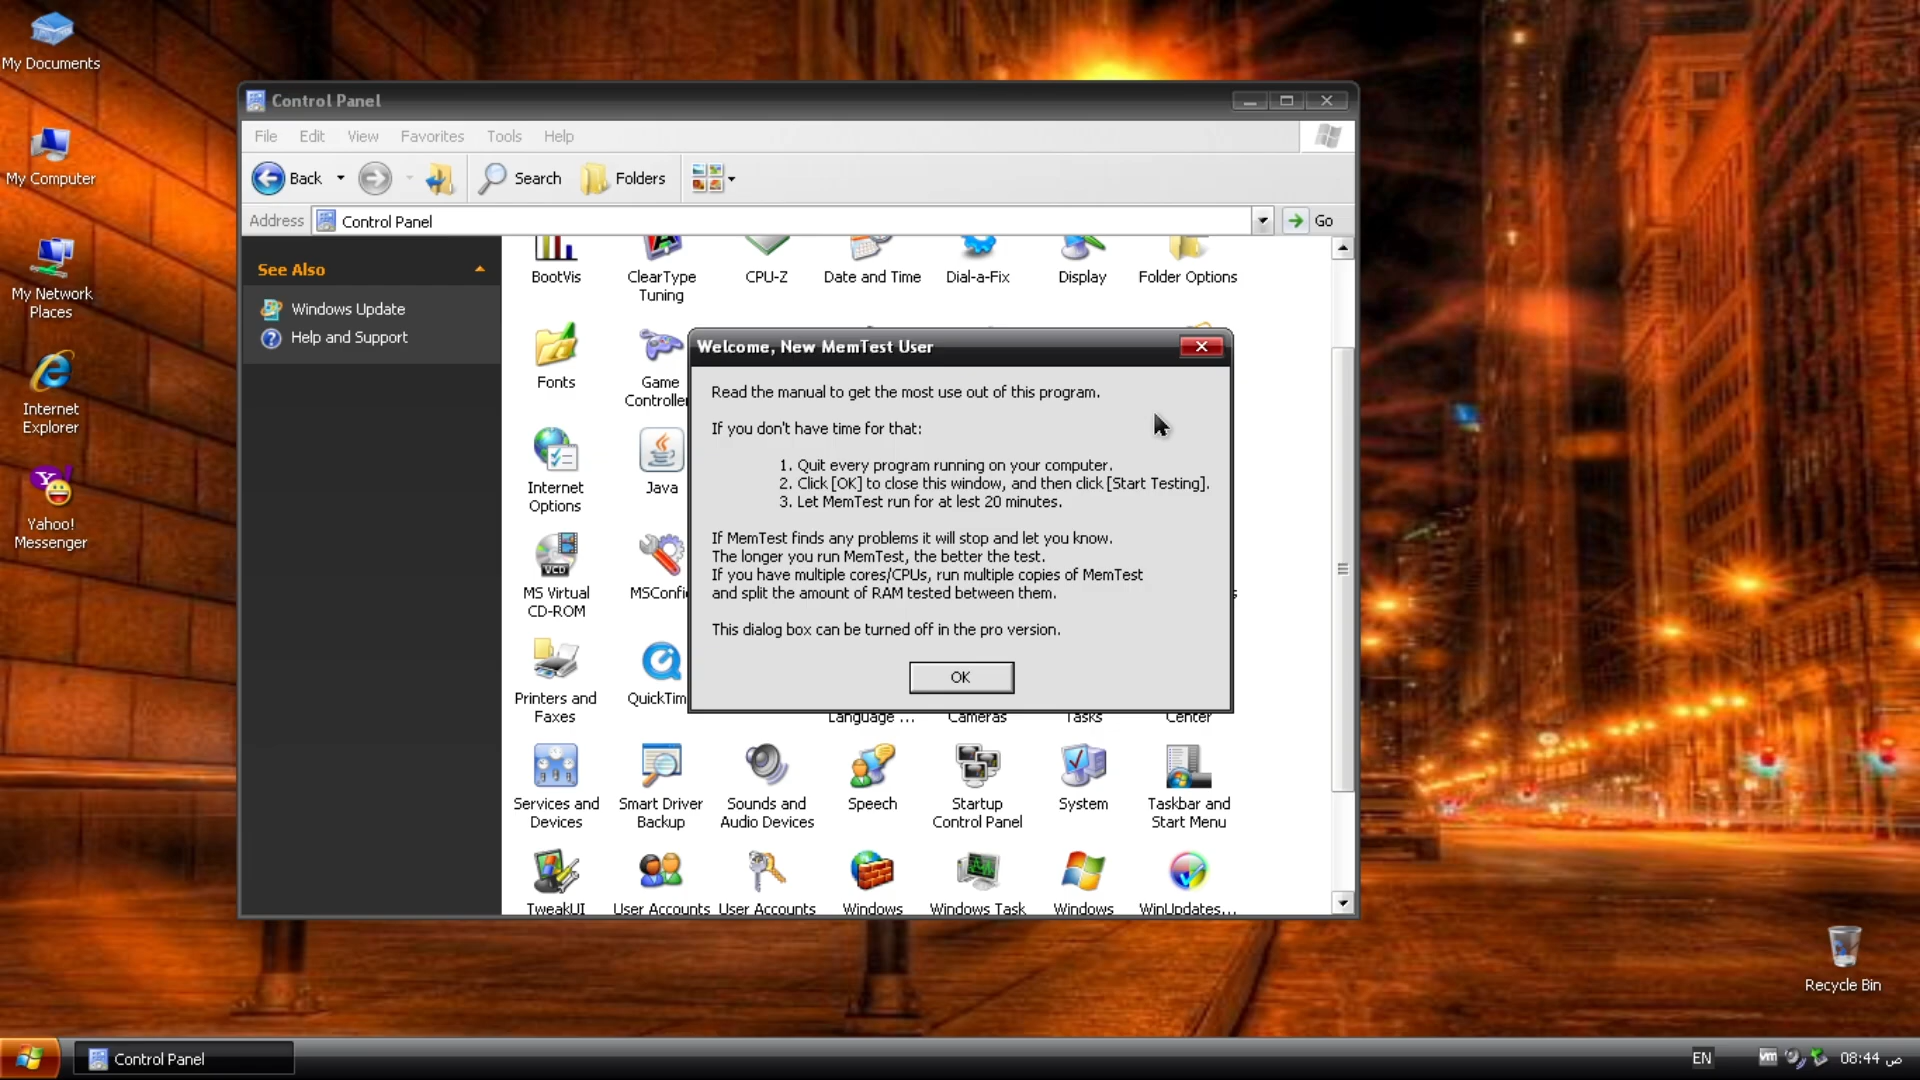 My Documents
My Computer
My Network
Places
Internet
Explorer
Yahoo!
Messenger
Control Panel
File Edit View Favorites Tools Help
Back Search Folders
Address Control Panel Go
See Also
Windows Update
Help and Support
BootVis
ClearType
Tuning
CPU-Z
Date and Time
Dial-a-Fix
Display
Folder Options
Fonts
Game
Controlle
Internet
Options
Java
VCD
MS Virtual
CD-ROM
MSConfi
Printers and
Faxes
QuickTim
Language ...
Cameras
Tasks
Center
Welcome, New MemTest User
Read the manual to get the most use out of this program.
If you don't have time for that:
1. Quit every program running on your computer.
2. Click [OK] to close this window, and then click [Start Testing].
3. Let MemTest run for at lest 20 minutes.
If MemTest finds any problems it will stop and let you know.
The longer you run MemTest, the better the test.
If you have multiple cores/CPUs, run multiple copies of MemTest
and split the amount of RAM tested between them.
This dialog box can be turned off in the pro version.
OK
Services and
Devices
Smart Driver
Backup
Sounds and
Audio Devices
Speech
Startup
Control Panel
System
Taskbar and
Start Menu
TweakUI
User Accounts
User Accounts
Windows
Windows Task
Windows
WinUpdates...
Recycle Bin
Control Panel
EN
vm
08:44 ص